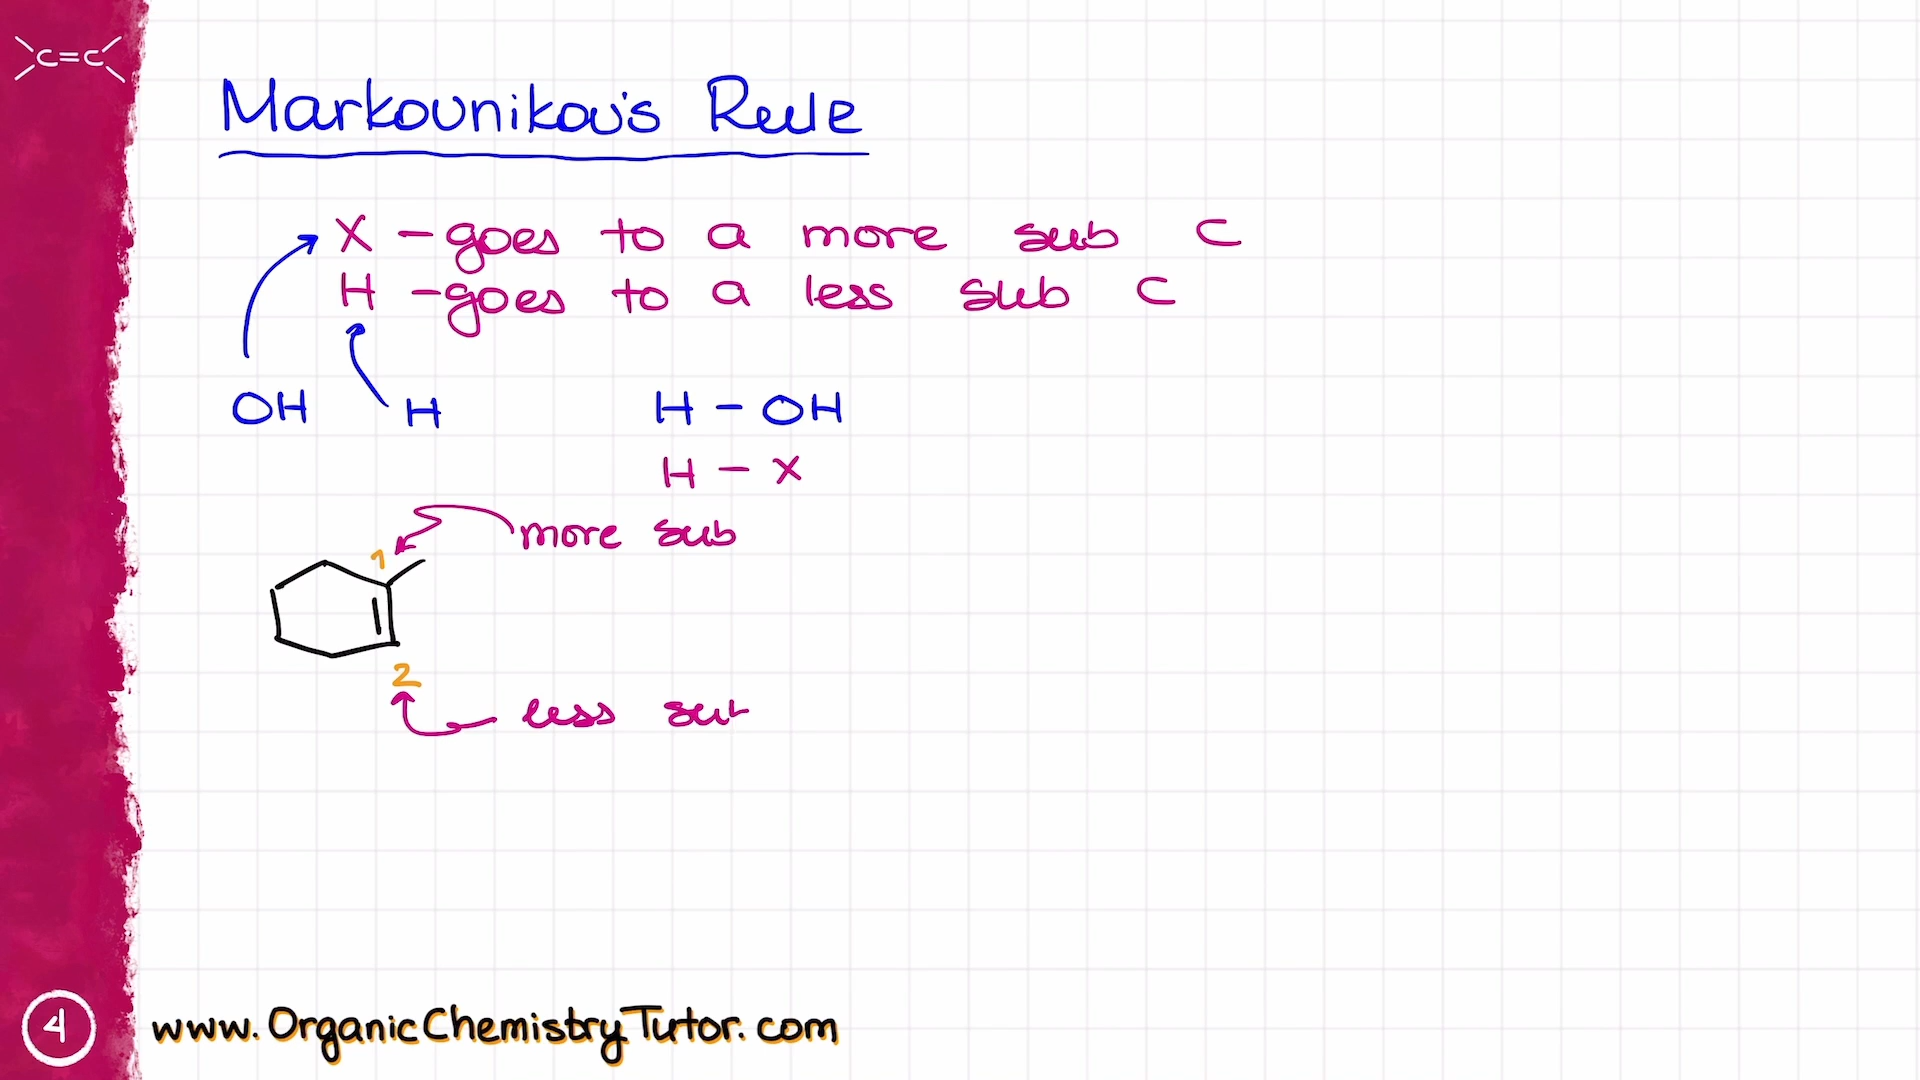 C=C
Markovnikov's Rule
X - goes to a more sub C
H - goes to a less sub C
OH H H - OH
H - X
more sub
1
2
less sub
4 www.OrganicChemistryTutor.com